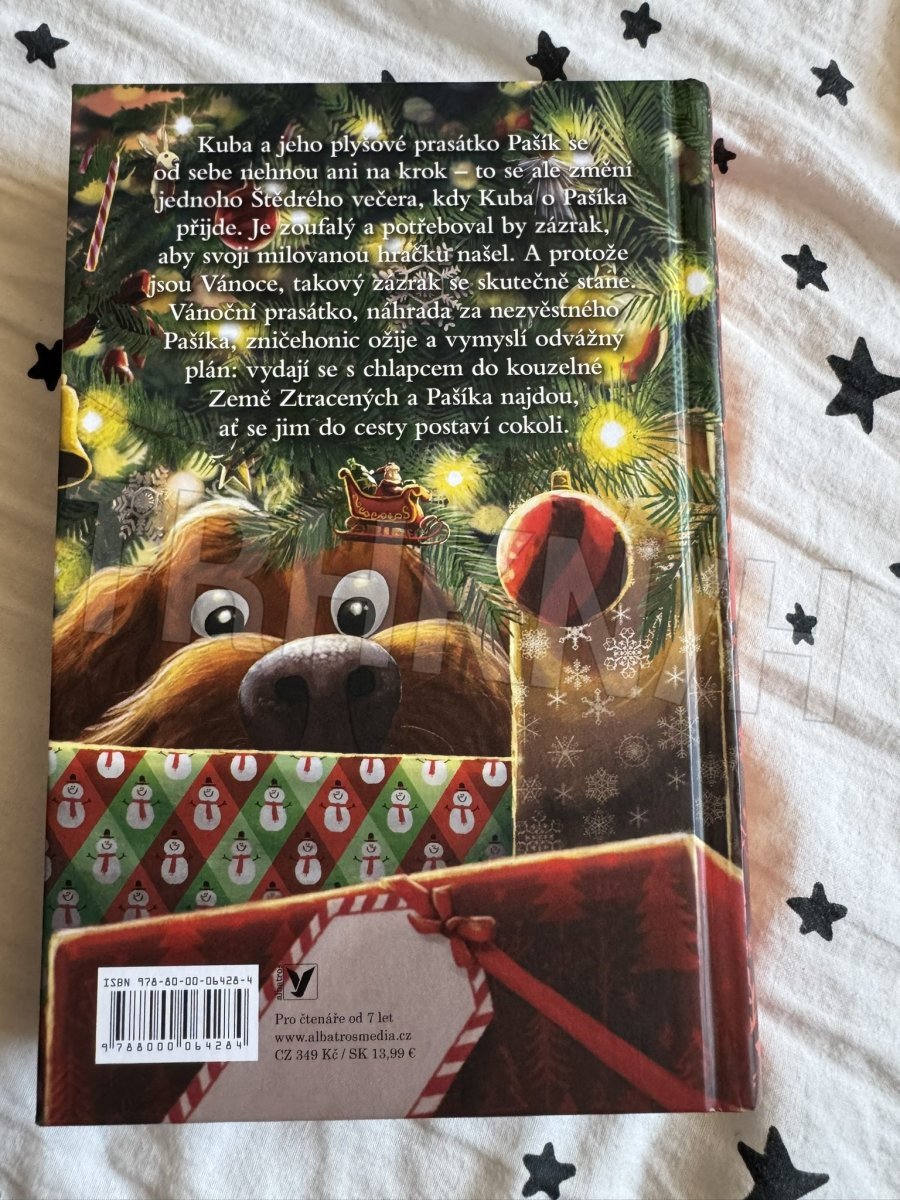 Kuba a jeho plyšové prasátko Pašík se
od sebe nehnou ani na krok – to se ale změní
jednoho Štědrého večera, kdy Kuba o Pašíka
přijde. Je zoufalý a potřeboval by zázrak,
aby svoji milovanou hračku našel. A protože
jsou Vánoce, takový zázrak se skutečně stane.
Vánoční prasátko, náhrada za nezvěstného
Pašíka, zničehonic ožije a vymyslí odvážný
plán: vydají se s chlapcem do kouzelné
Země Ztracených a Pašíka najdou,
ať se jim do cesty postaví cokoli.
ISBN 978-80-00-06428-4
9 788000 064284
albatros
Pro čtenáře od 7 let
www.albatrosmedia.cz
CZ 349 Kč / SK 13,99 €